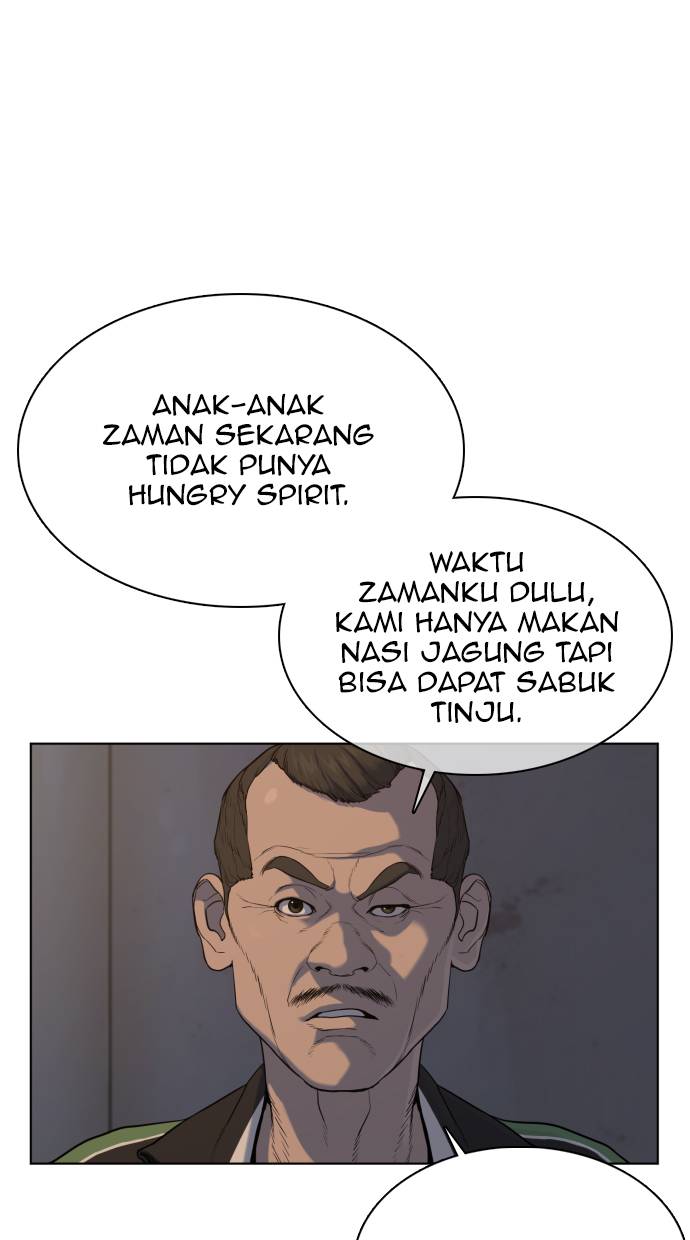 ANAK-ANAK
ZAMAN SEKARANG
TIDAK PUNYA
HUNGRY SPIRIT.
WAKTU
ZAMANKU DULU,
KAMI HANYA MAKAN
NASI JAGUNG TAPI
BISA DAPAT SABUK
TINJU.